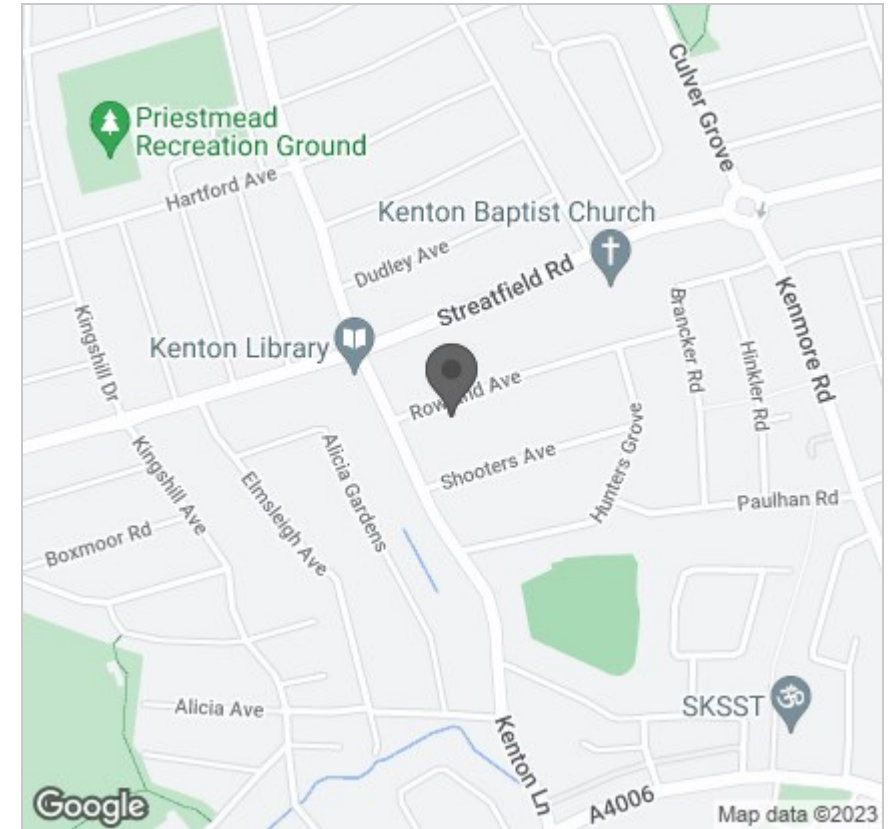 Culver Grove
Priestmead
Recreation Ground
Hartford Ave
Kenton Baptist Church
Dudley Ave
Streatfield Rd
Kingshill Dr
Kenton Library
Brancker Rd
Hinkler Rd
Kenmore Rd
Ave
Alicia Gardens
Shooters Ave
Hunters Grove
Kingshill Ave
Elmsleigh Ave
Paulhan Rd
Boxmoor Rd
Alicia Ave
SKSST
ॐ
Kenton Ln
A4006
Google
Map data ©2023